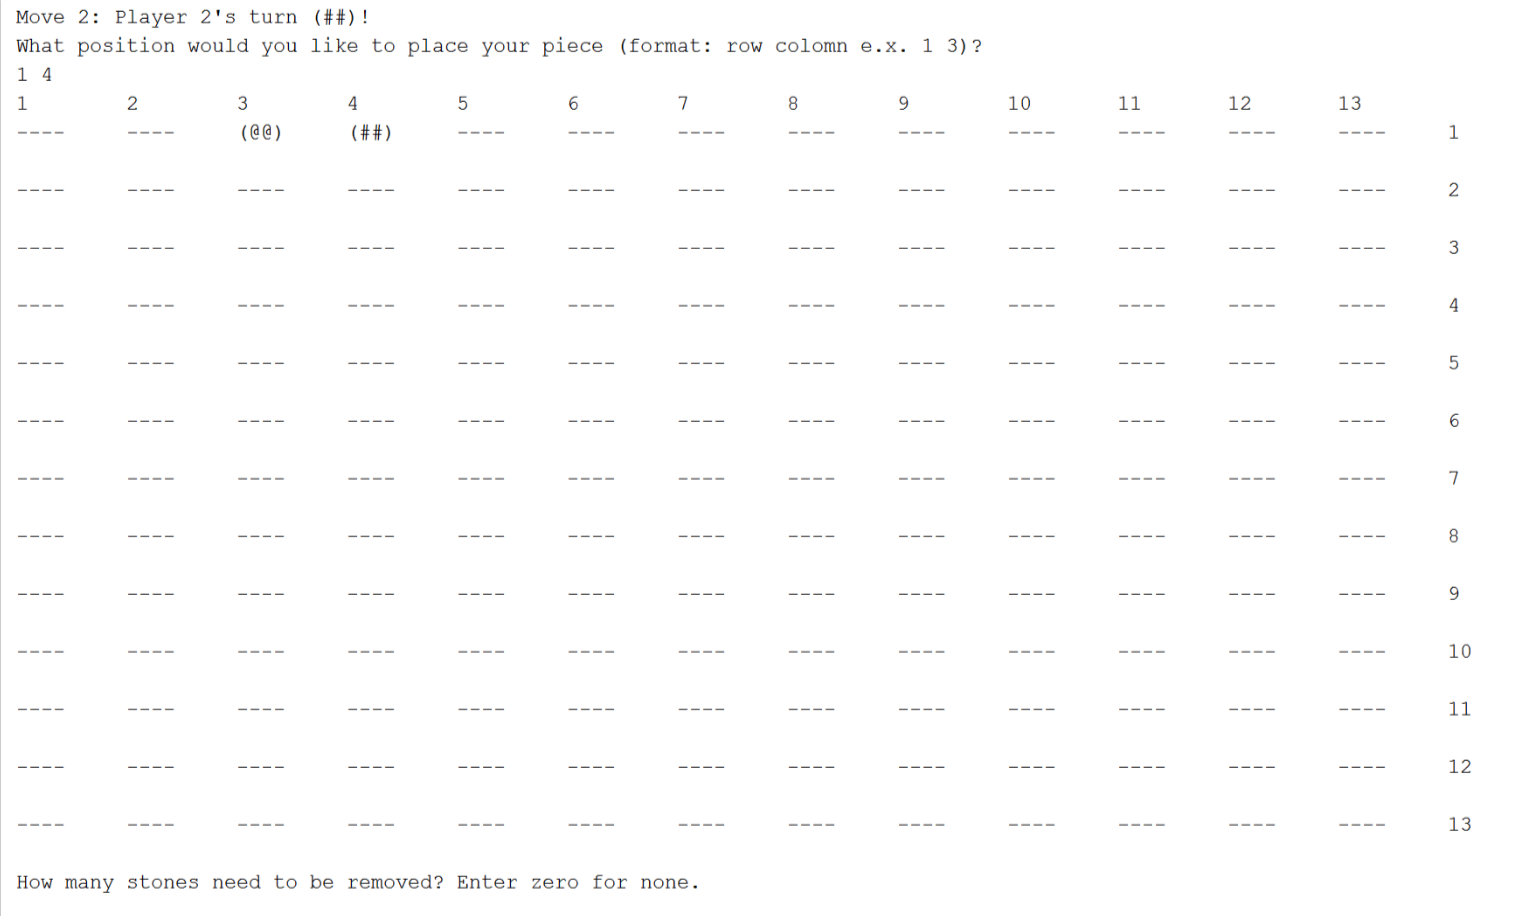 Move 2: Player 2's turn (##)!
What position would you like to place your piece (format: row colomn e.x. 1 3)?
1 4
1 2 3 4 5 6 7 8 9 10 11 12 13
---- ---- (@@) (##) ---- ---- ---- ---- ---- ---- ---- ---- ---- 1
---- ---- ---- ---- ---- ---- ---- ---- ---- ---- ---- ---- ---- 2
---- ---- ---- ---- ---- ---- ---- ---- ---- ---- ---- ---- ---- 3
---- ---- ---- ---- ---- ---- ---- ---- ---- ---- ---- ---- ---- 4
---- ---- ---- ---- ---- ---- ---- ---- ---- ---- ---- ---- ---- 5
---- ---- ---- ---- ---- ---- ---- ---- ---- ---- ---- ---- ---- 6
---- ---- ---- ---- ---- ---- ---- ---- ---- ---- ---- ---- ---- 7
---- ---- ---- ---- ---- ---- ---- ---- ---- ---- ---- ---- ---- 8
---- ---- ---- ---- ---- ---- ---- ---- ---- ---- ---- ---- ---- 9
---- ---- ---- ---- ---- ---- ---- ---- ---- ---- ---- ---- ---- 10
---- ---- ---- ---- ---- ---- ---- ---- ---- ---- ---- ---- ---- 11
---- ---- ---- ---- ---- ---- ---- ---- ---- ---- ---- ---- ---- 12
---- ---- ---- ---- ---- ---- ---- ---- ---- ---- ---- ---- ---- 13
How many stones need to be removed? Enter zero for none.